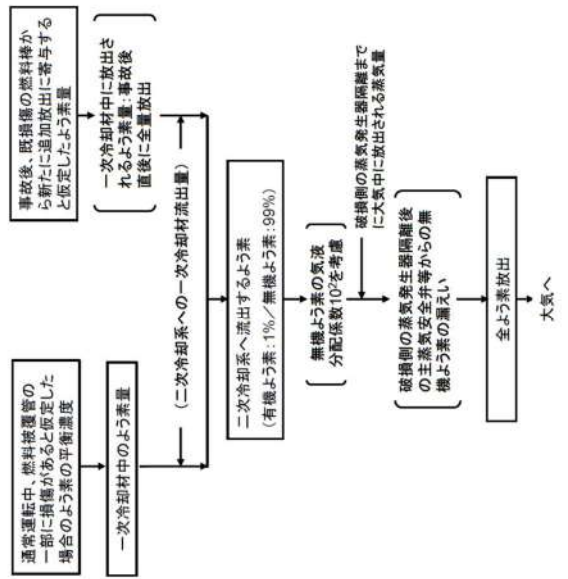 通常運転中、燃料被覆管の
一部に損傷があると仮定した
場合のよう素の平衡濃度
一次冷却材中のよう素量
事故後、既損傷の燃料棒か
ら新たに追加放出に寄与する
と仮定したよう素量
一次冷却材中に放出さ
れるよう素量：事故後
直後に全量放出
（二次冷却系への一次冷却材流出量）
二次冷却系へ流出するよう素
（有機よう素：1％／無機よう素：99％）
無機よう素の気液
分配係数10²を考慮
破損側の蒸気発生器隔離まで
に大気中に放出される蒸気量
破損側の蒸気発生器隔離後
の主蒸気安全弁等からの無
機よう素の漏えい
全よう素放出
大気へ